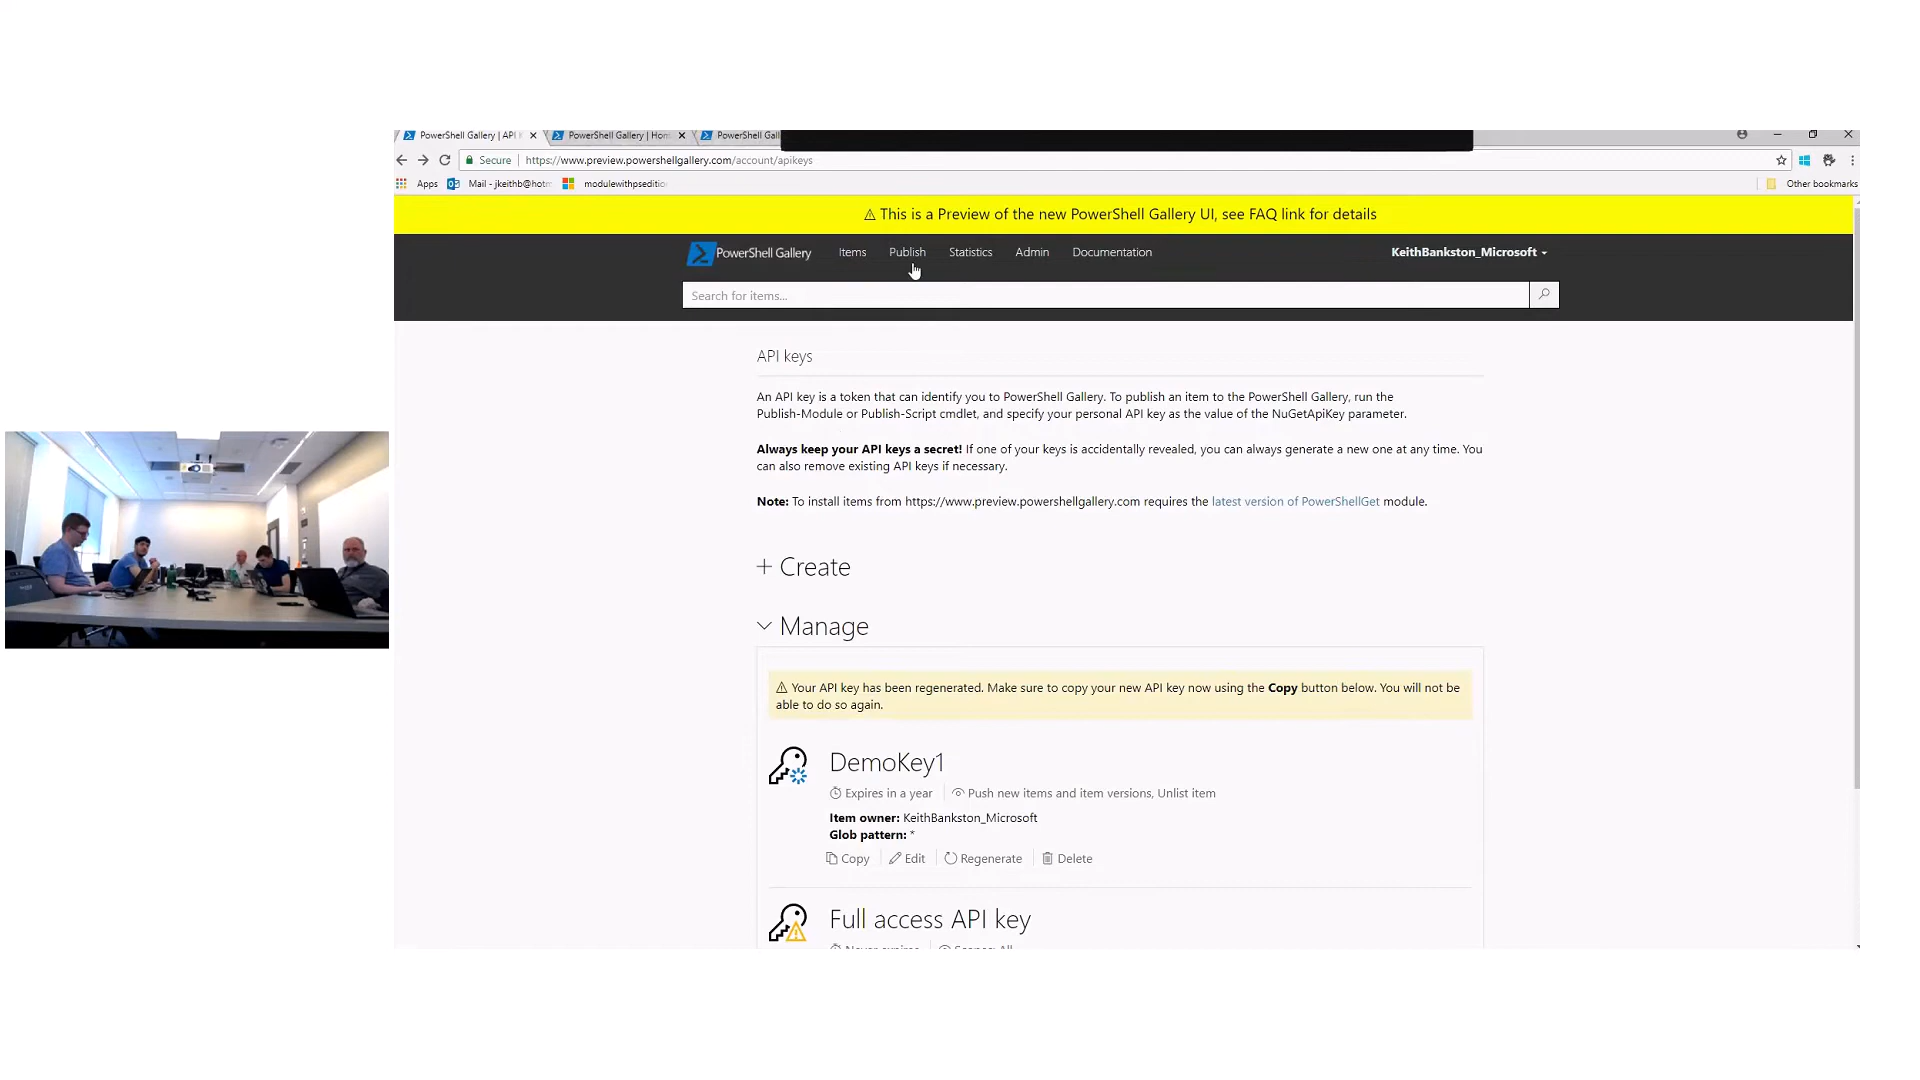 PowerShell Gallery | API K
PowerShell Gallery | Hom
PowerShell Gal
Secure
https://www.preview.powershellgallery.com/account/apikeys
Apps
Mail - jkeithb@hotm
modulewithpseditio
Other bookmarks
This is a Preview of the new PowerShell Gallery UI, see FAQ link for details
PowerShell Gallery
Items
Publish
Statistics
Admin
Documentation
KeithBankston_Microsoft
Search for items...
API keys
An API key is a token that can identify you to PowerShell Gallery. To publish an item to the PowerShell Gallery, run the
Publish-Module or Publish-Script cmdlet, and specify your personal API key as the value of the NuGetApiKey parameter.
Always keep your API keys a secret! If one of your keys is accidentally revealed, you can always generate a new one at any time. You
can also remove existing API keys if necessary.
Note: To install items from https://www.preview.powershellgallery.com requires the latest version of PowerShellGet module.
+ Create
Manage
Your API key has been regenerated. Make sure to copy your new API key now using the Copy button below. You will not be
able to do so again.
DemoKey1
Expires in a year
Push new items and item versions, Unlist item
Item owner: KeithBankston_Microsoft
Glob pattern: *
Copy
Edit
Regenerate
Delete
Full access API key
Never expires
Scopes: All